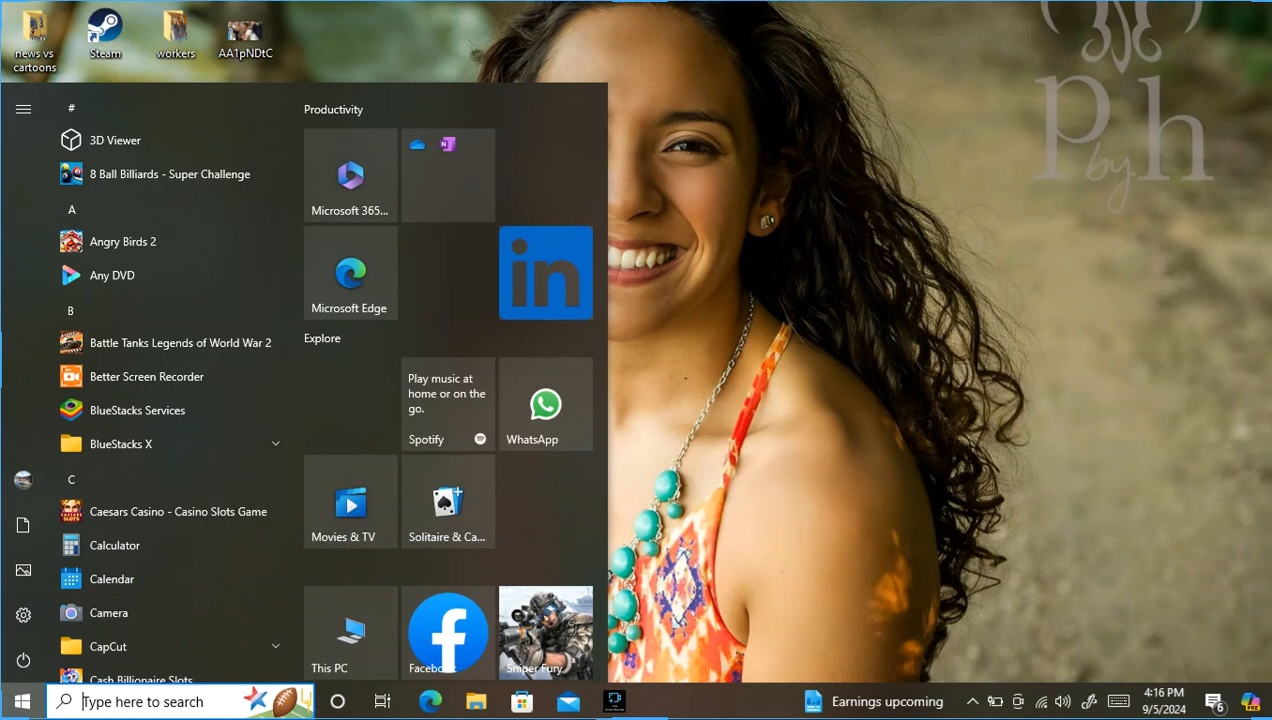 news vs
cartoons
Steam
workers
AA1pNDtC
P by h
#
3D Viewer
8 Ball Billiards - Super Challenge
A
Angry Birds 2
Any DVD
B
Battle Tanks Legends of World War 2
Better Screen Recorder
BlueStacks Services
BlueStacks X
C
Caesars Casino - Casino Slots Game
Calculator
Calendar
Camera
CapCut
Cash Billionaire Slots
Productivity
Microsoft 365...
N
Microsoft Edge
in
Explore
Play music at
home or on the
go.
Spotify
WhatsApp
Movies & TV
Solitaire & Ca...
This PC
Facebook
Sniper Fury
Type here to search
Earnings upcoming
4:16 PM
9/5/2024
6
PRE